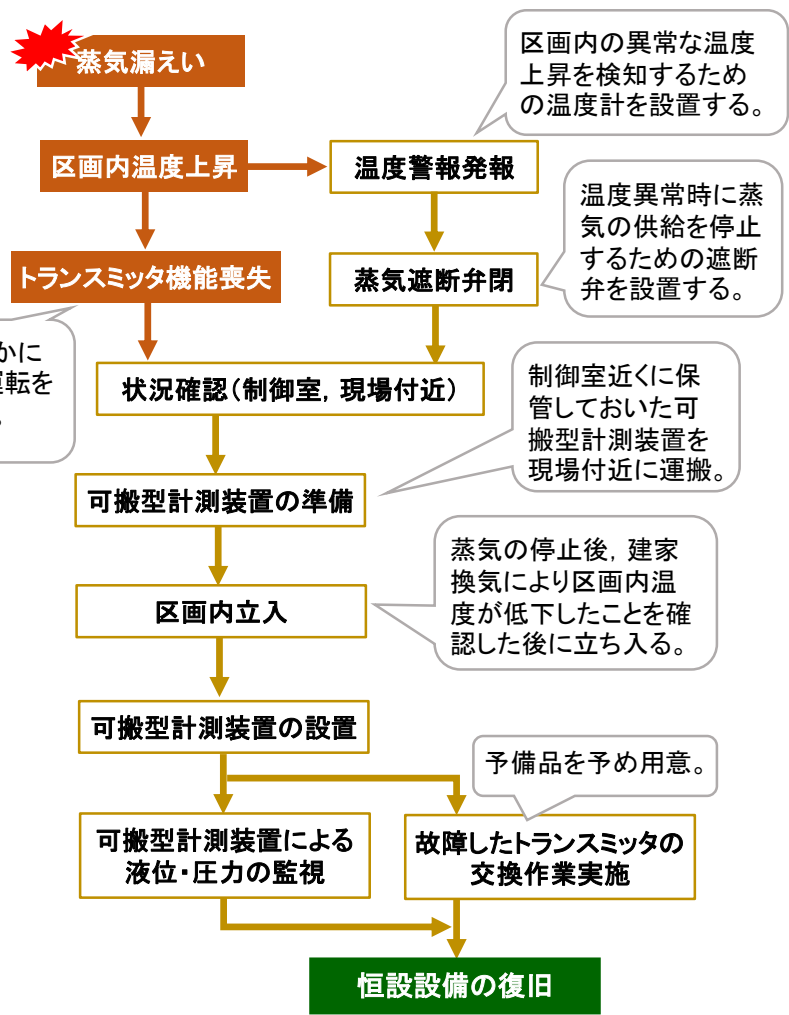 蒸気漏えい
区画内の異常な温度
上昇を検知するため
の温度計を設置する。
区画内温度上昇
温度警報発報
温度異常時に蒸
気の供給を停止
するための遮断
弁を設置する。
トランスミッタ機能喪失
蒸気遮断弁閉
かに
運転を
。
状況確認（制御室，現場付近）
制御室近くに保
管しておいた可
搬型計測装置を
現場付近に運搬。
可搬型計測装置の準備
蒸気の停止後，建家
換気により区画内温
度が低下したことを確
認した後に立ち入る。
区画内立入
可搬型計測装置の設置
予備品を予め用意。
可搬型計測装置による
液位・圧力の監視
故障したトランスミッタの
交換作業実施
恒設設備の復旧